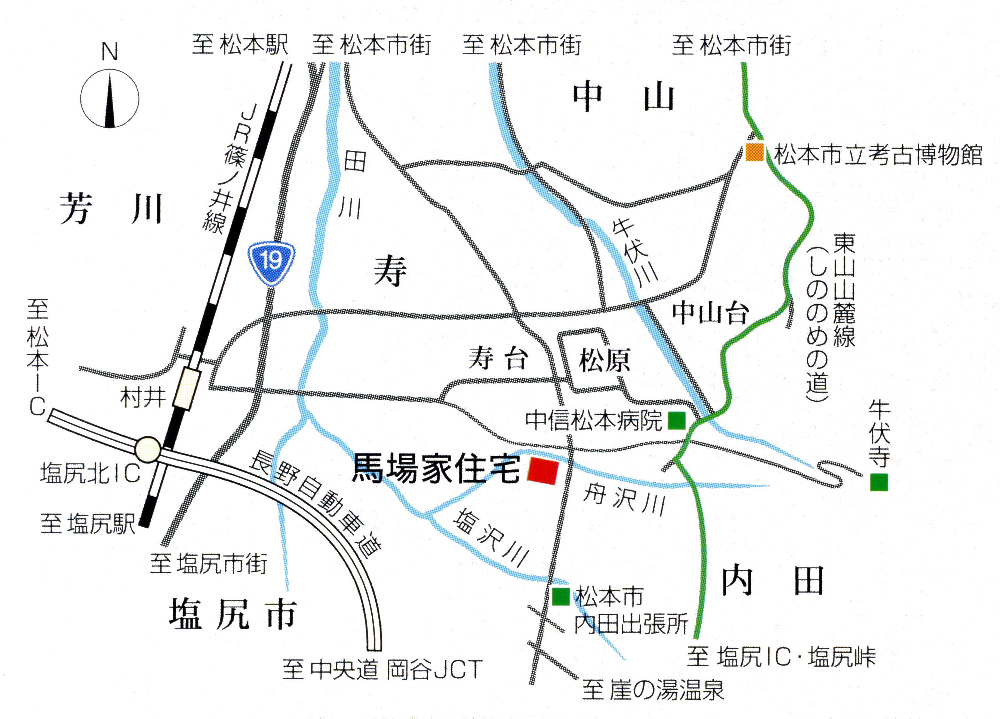 N
至 松本駅
至 松本市街
至 松本市街
至 松本市街
中 山
JR篠ノ井線
田川
松本市立考古博物館
芳 川
19
寿
牛伏川
中山台
東山山麓線
(しののめの道)
至 松本IC
寿 台
松原
村井
中信松本病院
牛伏寺
塩尻北IC
長野自動車道
馬場家住宅
舟 沢 川
至 塩尻駅
塩 沢 川
至 塩尻市街
内 田
塩 尻 市
松本市
内田出張所
至 塩尻IC・塩尻峠
至 中央道 岡谷JCT
至 崖の湯温泉